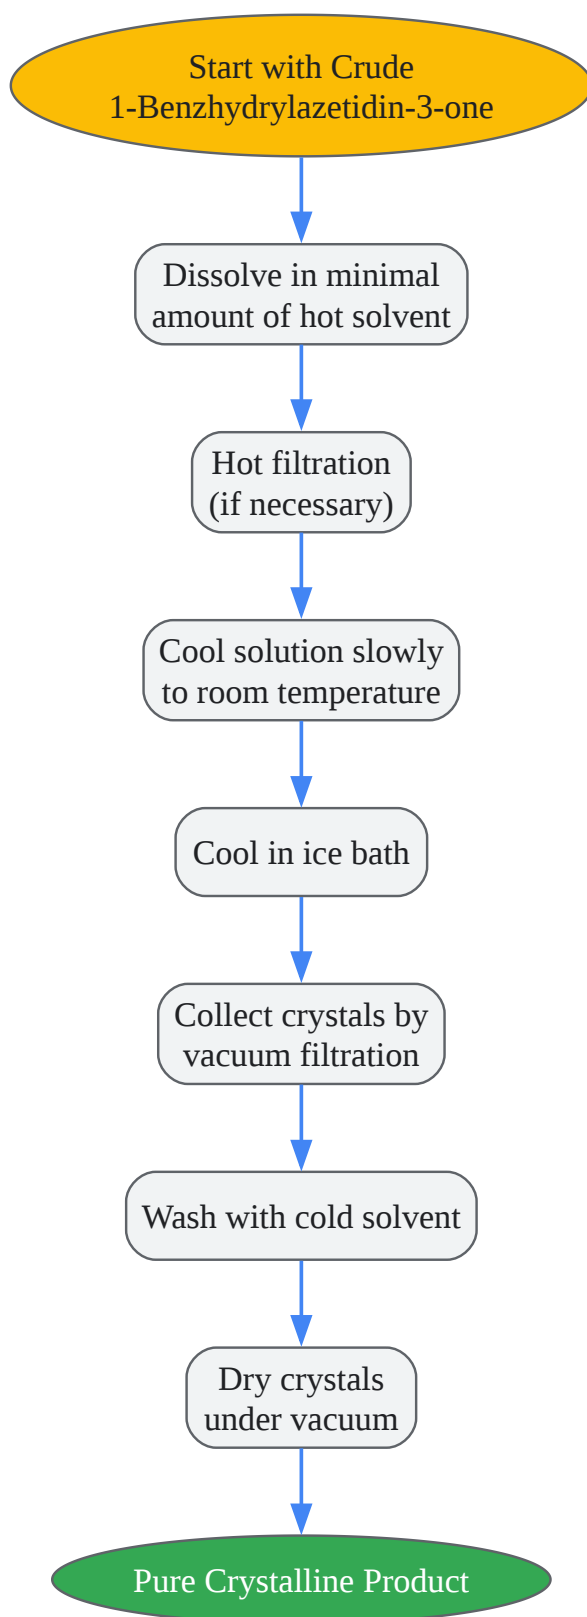 Start with Crude
1-Benzhydrylazetidin-3-one
Dissolve in minimal
amount of hot solvent
Hot filtration
(if necessary)
Cool solution slowly
to room temperature
Cool in ice bath
Collect crystals by
vacuum filtration
Wash with cold solvent
Dry crystals
under vacuum
Pure Crystalline Product